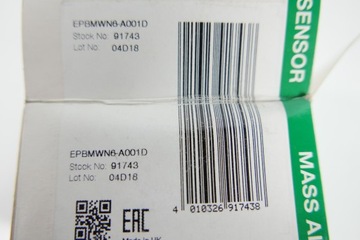 EPBMWN6-A001D
Stock No: 91743
Lot No: 04D18
SENSOR
EPBMWN6-A001D
Stock No: 91743
Lot No: 04D18
MASS
EAC
Made in UK
4 010326 917438